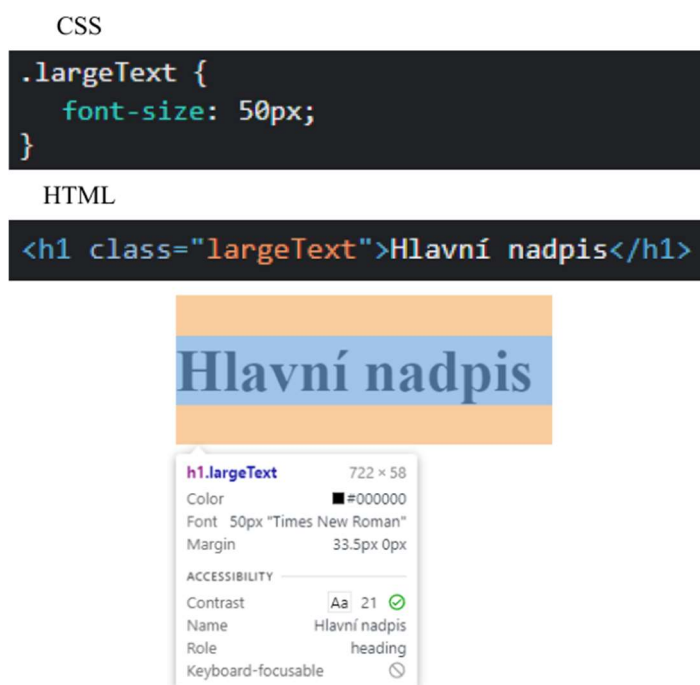 CSS
.largeText {
font-size: 50px;
}
HTML
<h1 class="largeText">Hlavní nadpis</h1>
Hlavní nadpis
h1.largeText 722 × 58
Color #000000
Font 50px "Times New Roman"
Margin 33.5px 0px
ACCESSIBILITY
Contrast Aa 21
Name Hlavní nadpis
Role heading
Keyboard-focusable